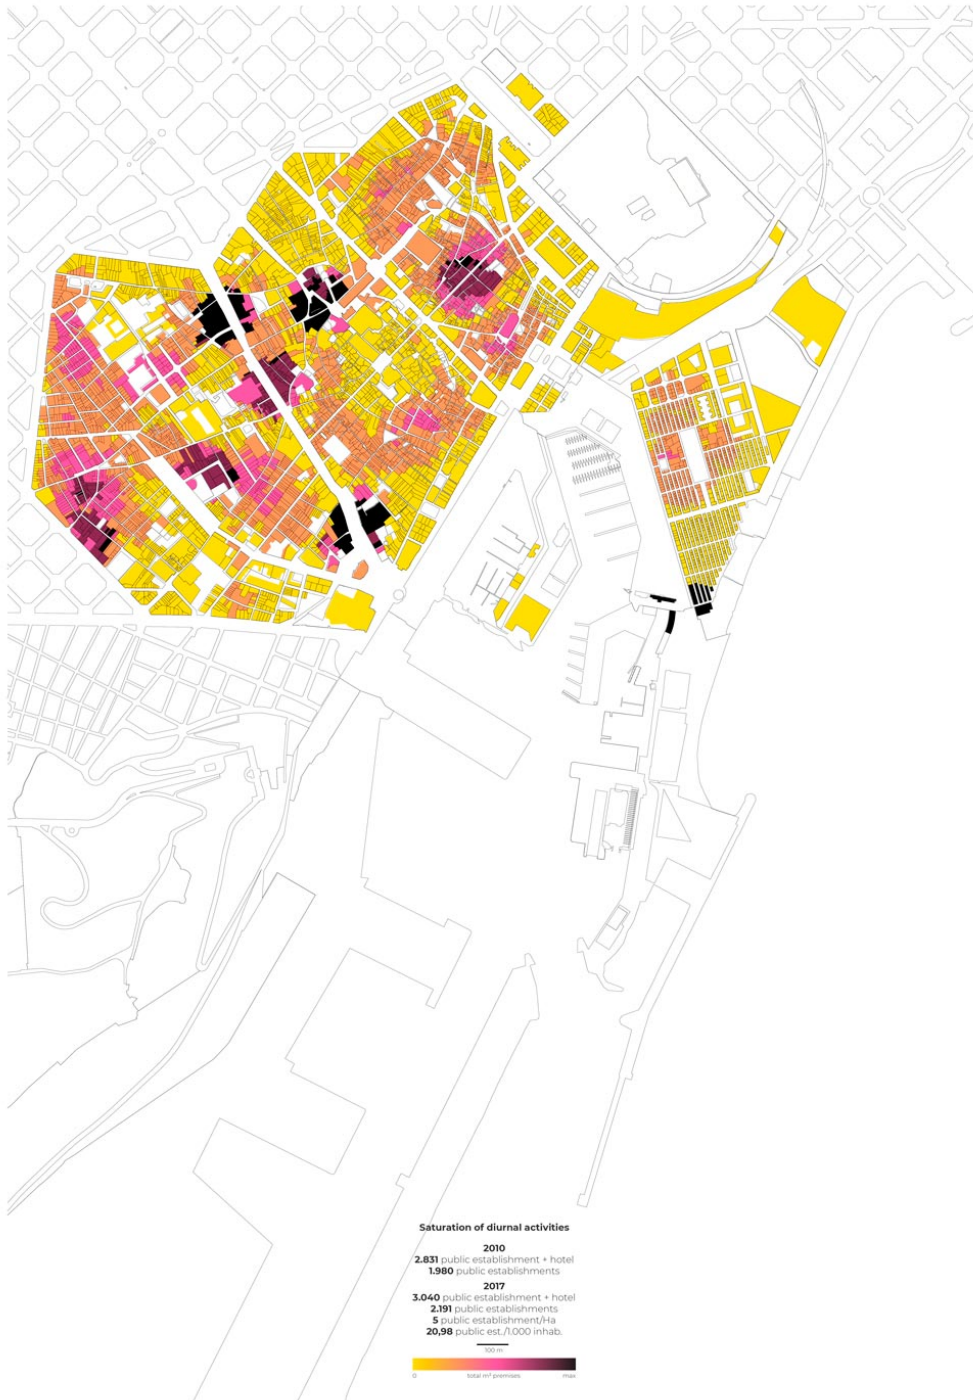 Saturation of diurnal activities
2010
2.831 public establishment + hotel
1.980 public establishments
2017
3.040 public establishment + hotel
2.191 public establishments
5 public establishment/Ha
20,98 public est./1.000 inhab.
100 m
0 total m² premises max